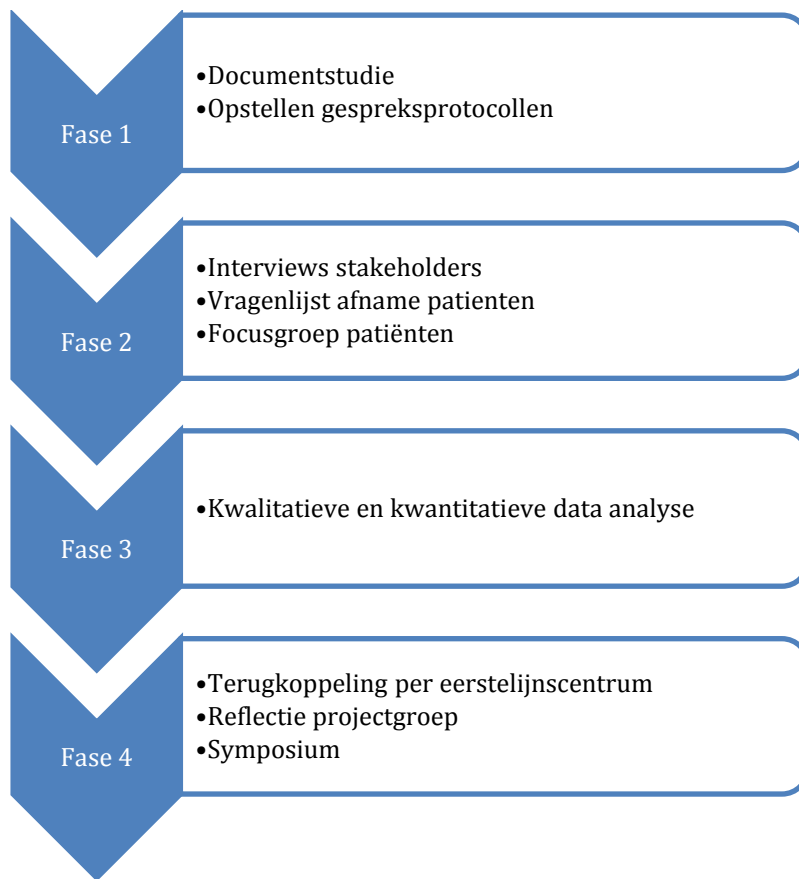 Fase 1
•Documentstudie
•Opstellen gespreksprotocollen
Fase 2
•Interviews stakeholders
•Vragenlijst afname patienten
•Focusgroep patiënten
Fase 3
•Kwalitatieve en kwantitatieve data analyse
Fase 4
•Terugkoppeling per eerstelijnscentrum
•Reflectie projectgroep
•Symposium